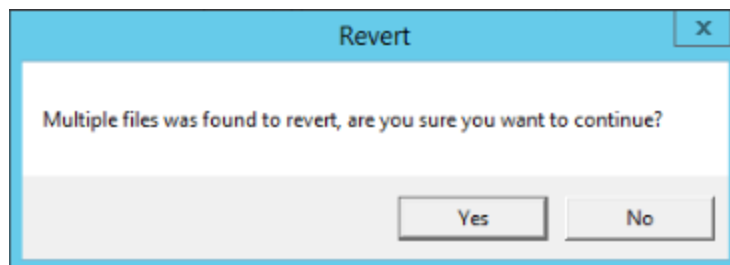 Revert
x
Multiple files was found to revert, are you sure you want to continue?
Yes No